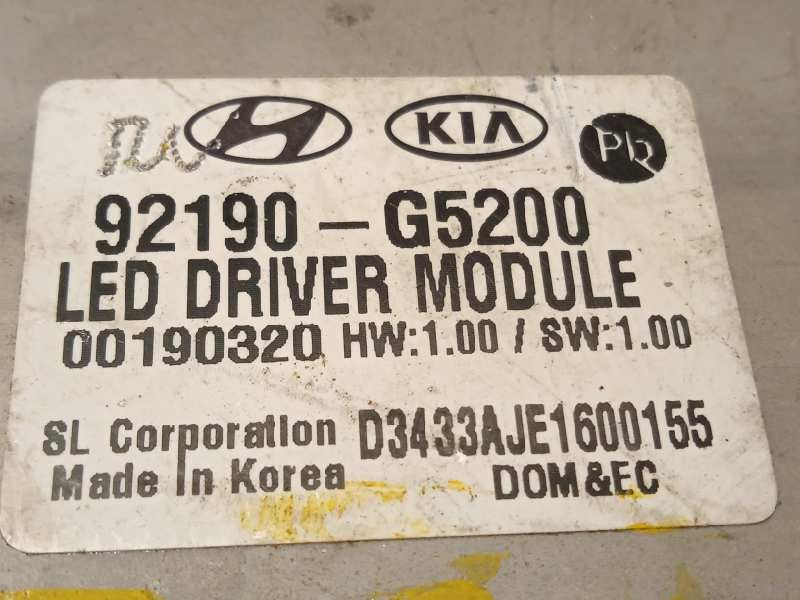 KIA
92190-G5200
LED DRIVER MODULE
00190320 HW:1.00 / SW:1.00
SL Corporation D3433AJE1600155
Made In Korea DOM&EC